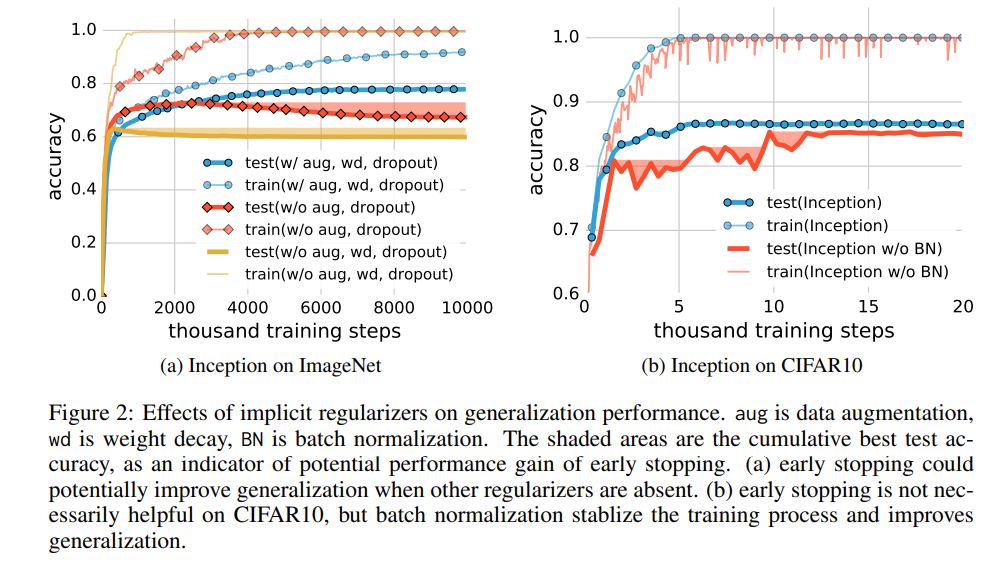 1.0
0.8
0.6
0.4
0.2
0.0
accuracy
test(w/ aug, wd, dropout)
train(w/ aug, wd, dropout)
test(w/o aug, dropout)
train(w/o aug, dropout)
test(w/o aug, wd, dropout)
train(w/o aug, wd, dropout)
0 2000 4000 6000 8000 10000
thousand training steps
(a) Inception on ImageNet
1.0
0.9
0.8
0.7
0.6
accuracy
test(Inception)
train(Inception)
test(Inception w/o BN)
train(Inception w/o BN)
0 5 10 15 20
thousand training steps
(b) Inception on CIFAR10
Figure 2: Effects of implicit regularizers on generalization performance. aug is data augmentation,
wd is weight decay, BN is batch normalization. The shaded areas are the cumulative best test ac-
curacy, as an indicator of potential performance gain of early stopping. (a) early stopping could
potentially improve generalization when other regularizers are absent. (b) early stopping is not nec-
essarily helpful on CIFAR10, but batch normalization stablize the training process and improves
generalization.